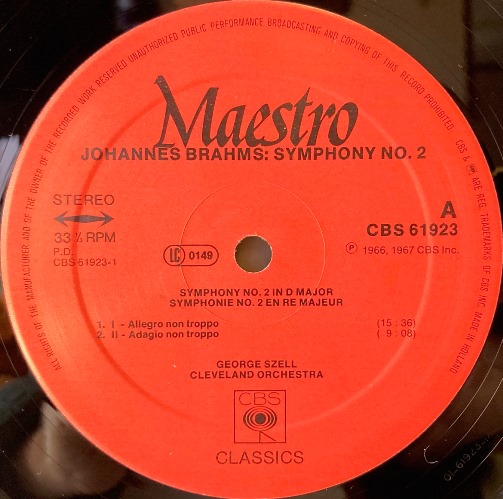 ALL RIGHTS OF THE MANUFACTURER AND OF THE OWNER OF THE RECORDED WORK RESERVED UNAUTHORIZED PUBLIC PERFORMANCE BROADCASTING AND COPYING OF THIS RECORD PROHIBITED
CBS & ARE REG. TRADEMARKS OF CBS INC. MADE IN HOLLAND
Maestro
JOHANNES BRAHMS: SYMPHONY NO. 2
STEREO
33⅓ RPM
P.D.
CBS 61923-1
LC 0149
A
CBS 61923
Ⓟ 1966, 1967 CBS Inc.
SYMPHONY NO. 2 IN D MAJOR
SYMPHONIE NO. 2 EN RE MAJEUR
1. I - Allegro non troppo (15 : 36)
2. II - Adagio non troppo ( 9 : 08)
GEORGE SZELL
CLEVELAND ORCHESTRA
CBS
CLASSICS